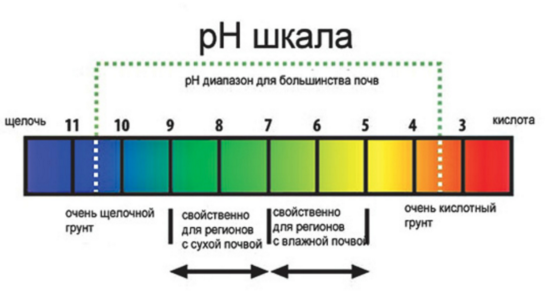 pH шкала
pH диапазон для большинства почв
щелочь 11 10 9 8 7 6 5 4 3 кислота
очень щелочной
грунт
свойственно
для регионов
с сухой почвой
свойственно
для регионов
с влажной почвой
очень кислотный
грунт